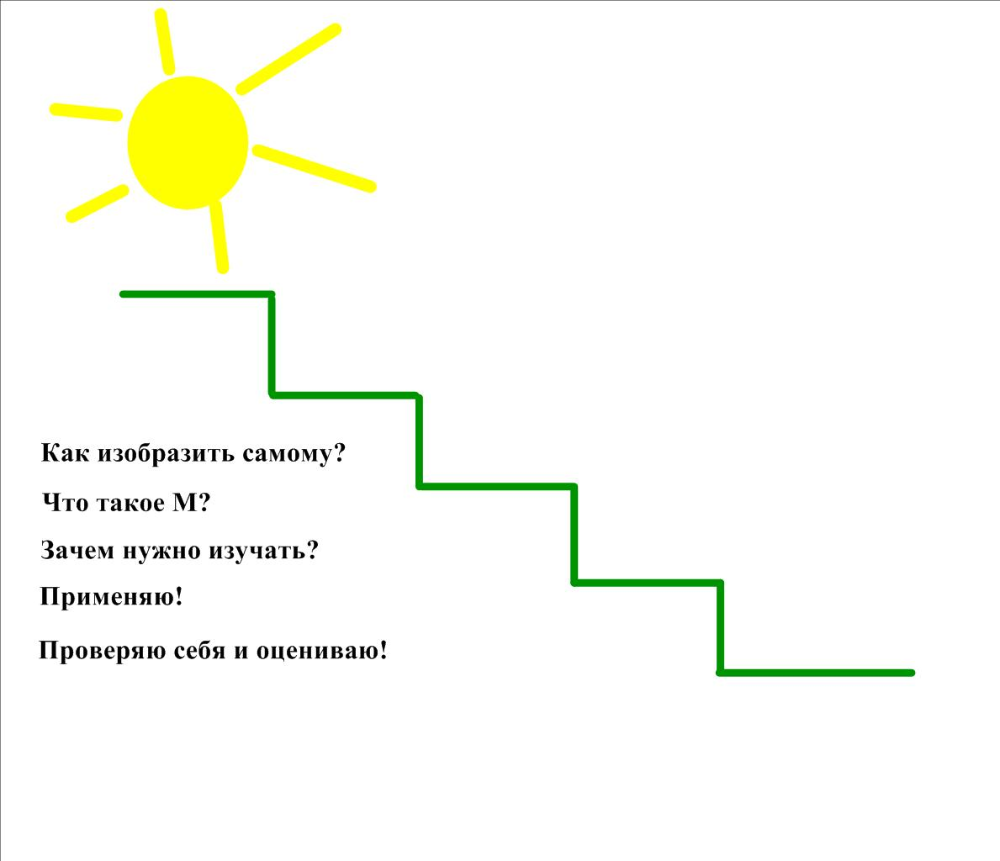 Как изобразить самому?
Что такое М?
Зачем нужно изучать?
Применяю!
Проверяю себя и оцениваю!